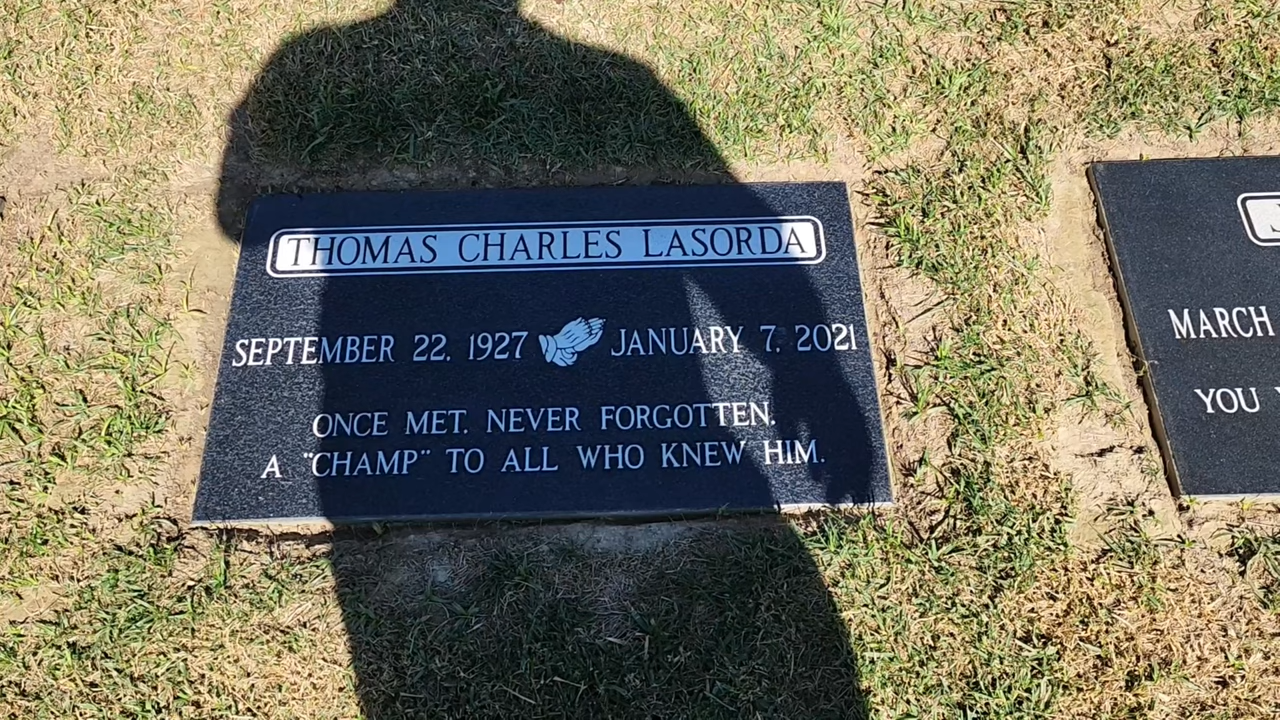 THOMAS CHARLES LASORDA
SEPTEMBER 22, 1927 JANUARY 7, 2021
ONCE MET, NEVER FORGOTTEN.
A "CHAMP" TO ALL WHO KNEW HIM.
MARCH
YOU